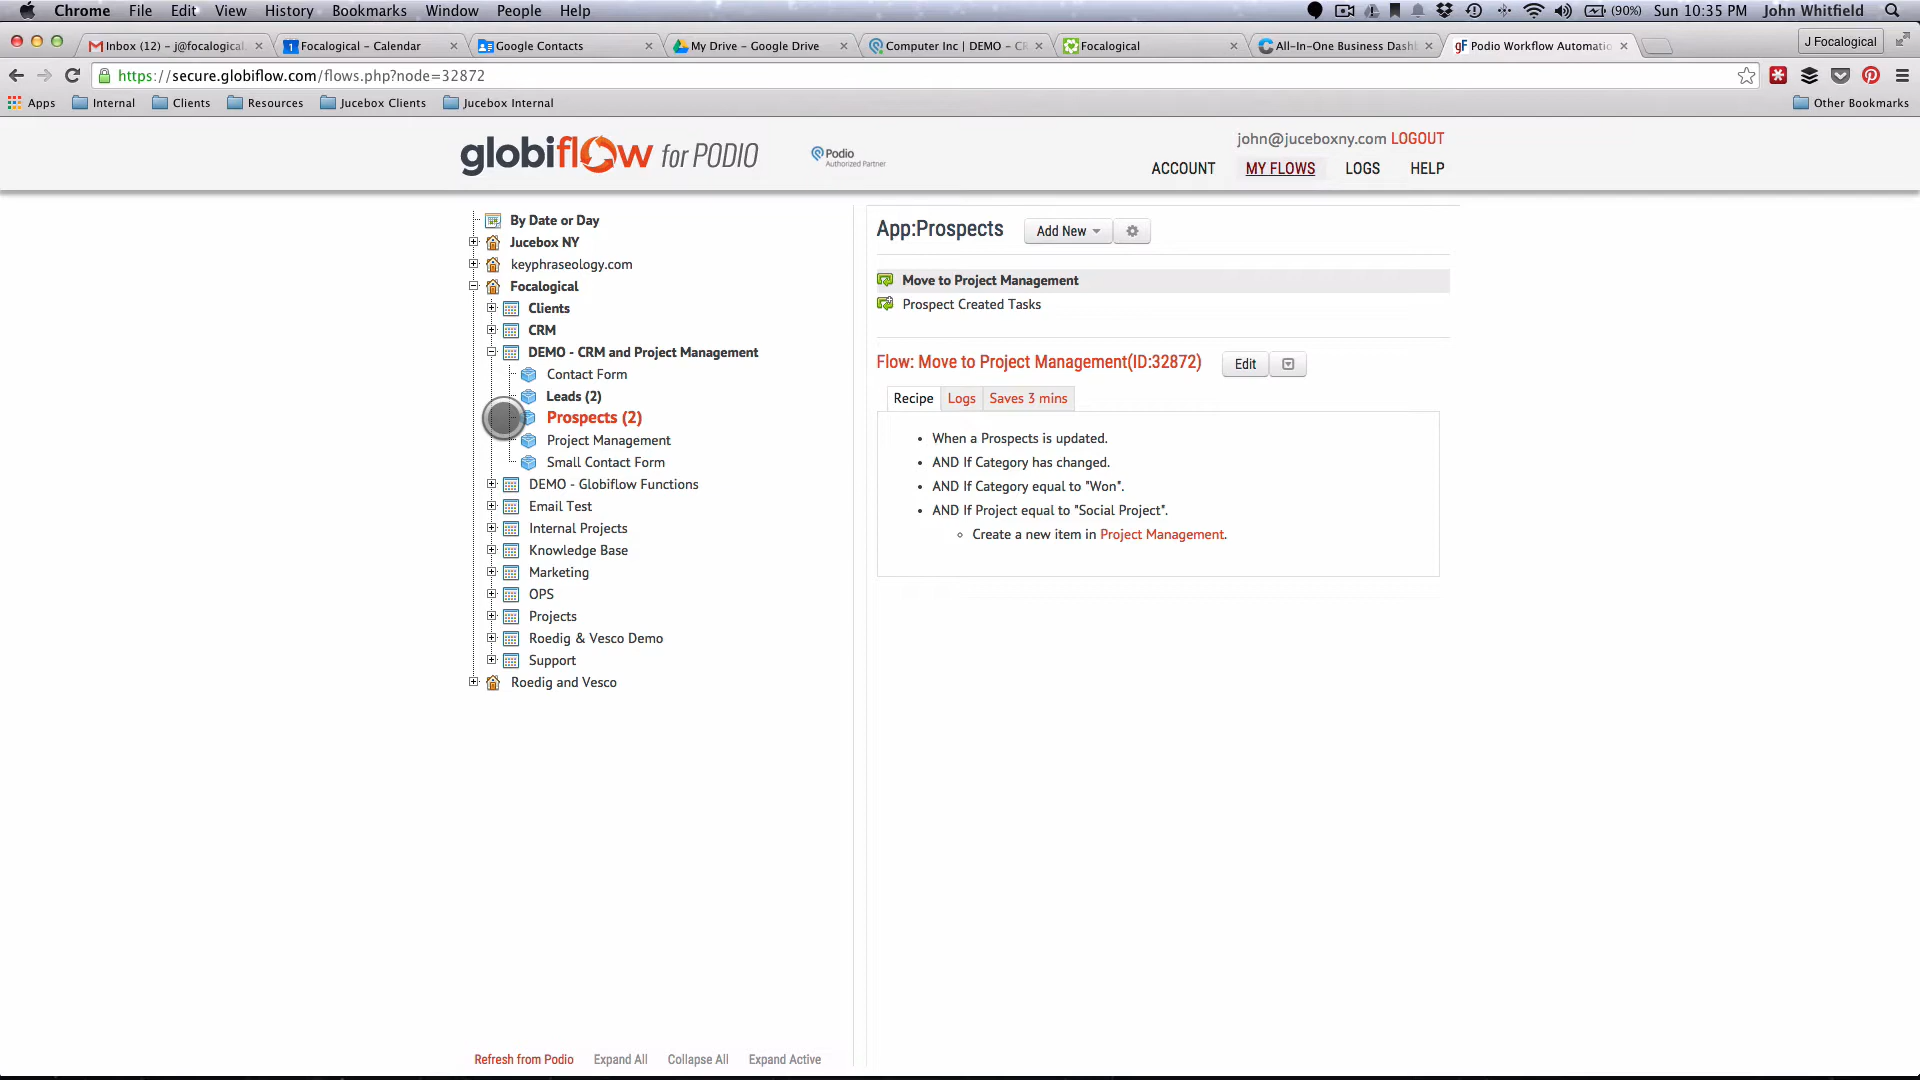 Chrome File Edit View History Bookmarks Window People Help (90%) Sun 10:35 PM John Whitfield
Inbox (12) - j@focalogical. Focalogical - Calendar Google Contacts My Drive - Google Drive Computer Inc | DEMO - CR Focalogical All-In-One Business Dashb gF Podio Workflow Automatio J Focalogical
https://secure.globiflow.com/flows.php?node=32872
Apps Internal Clients Resources Jucebox Clients Jucebox Internal Other Bookmarks
globiflow for PODIO
Podio
Authorized Partner
john@juceboxny.com LOGOUT
ACCOUNT MY FLOWS LOGS HELP
By Date or Day
Jucebox NY
keyphraseology.com
Focalogical
Clients
CRM
DEMO - CRM and Project Management
Contact Form
Leads (2)
Prospects (2)
Project Management
Small Contact Form
DEMO - Globiflow Functions
Email Test
Internal Projects
Knowledge Base
Marketing
OPS
Projects
Roedig & Vesco Demo
Support
Roedig and Vesco
Refresh from Podio Expand All Collapse All Expand Active
App:Prospects Add New
Move to Project Management
Prospect Created Tasks
Flow: Move to Project Management(ID:32872) Edit
Recipe Logs Saves 3 mins
• When a Prospects is updated.
• AND If Category has changed.
• AND If Category equal to "Won".
• AND If Project equal to "Social Project".
◦ Create a new item in Project Management.